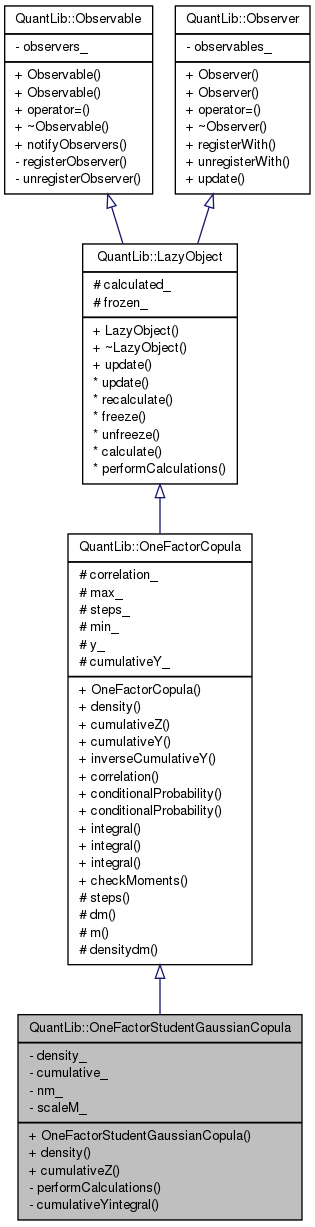 QuantLib::Observable
- observers_
+ Observable()
+ Observable()
+ operator=()
+ ~Observable()
+ notifyObservers()
- registerObserver()
- unregisterObserver()
QuantLib::Observer
- observables_
+ Observer()
+ Observer()
+ operator=()
+ ~Observer()
+ registerWith()
+ unregisterWith()
+ update()
QuantLib::LazyObject
# calculated_
# frozen_
+ LazyObject()
+ ~LazyObject()
+ update()
* update()
* recalculate()
* freeze()
* unfreeze()
* calculate()
* performCalculations()
QuantLib::OneFactorCopula
# correlation_
# max_
# steps_
# min_
# y_
# cumulativeY_
+ OneFactorCopula()
+ density()
+ cumulativeZ()
+ cumulativeY()
+ inverseCumulativeY()
+ correlation()
+ conditionalProbability()
+ conditionalProbability()
+ integral()
+ integral()
+ integral()
+ checkMoments()
# steps()
# dm()
# m()
# densitydm()
QuantLib::OneFactorStudentGaussianCopula
- density_
- cumulative_
- nm_
- scaleM_
+ OneFactorStudentGaussianCopula()
+ density()
+ cumulativeZ()
- performCalculations()
- cumulativeYintegral()